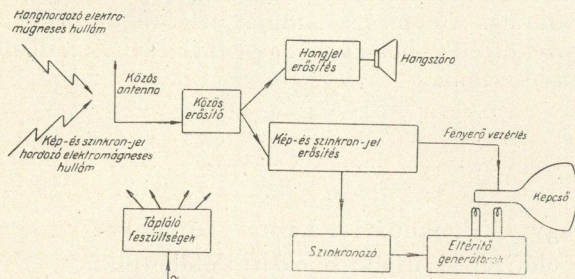 Hanghordozó elektro-
mágneses hullám
Közös
antenna
Kép-és szinkron-jel
hordozó elektromágneses
hullám
Közös
erősítő
Hangjel
erősítés
Hangszóró
Kép-és szinkron-jel
erősítés
Fényerő vezérlés
Képcső
Tápláló
feszültségek
Szinkronozó
Eltérítő
generátorok